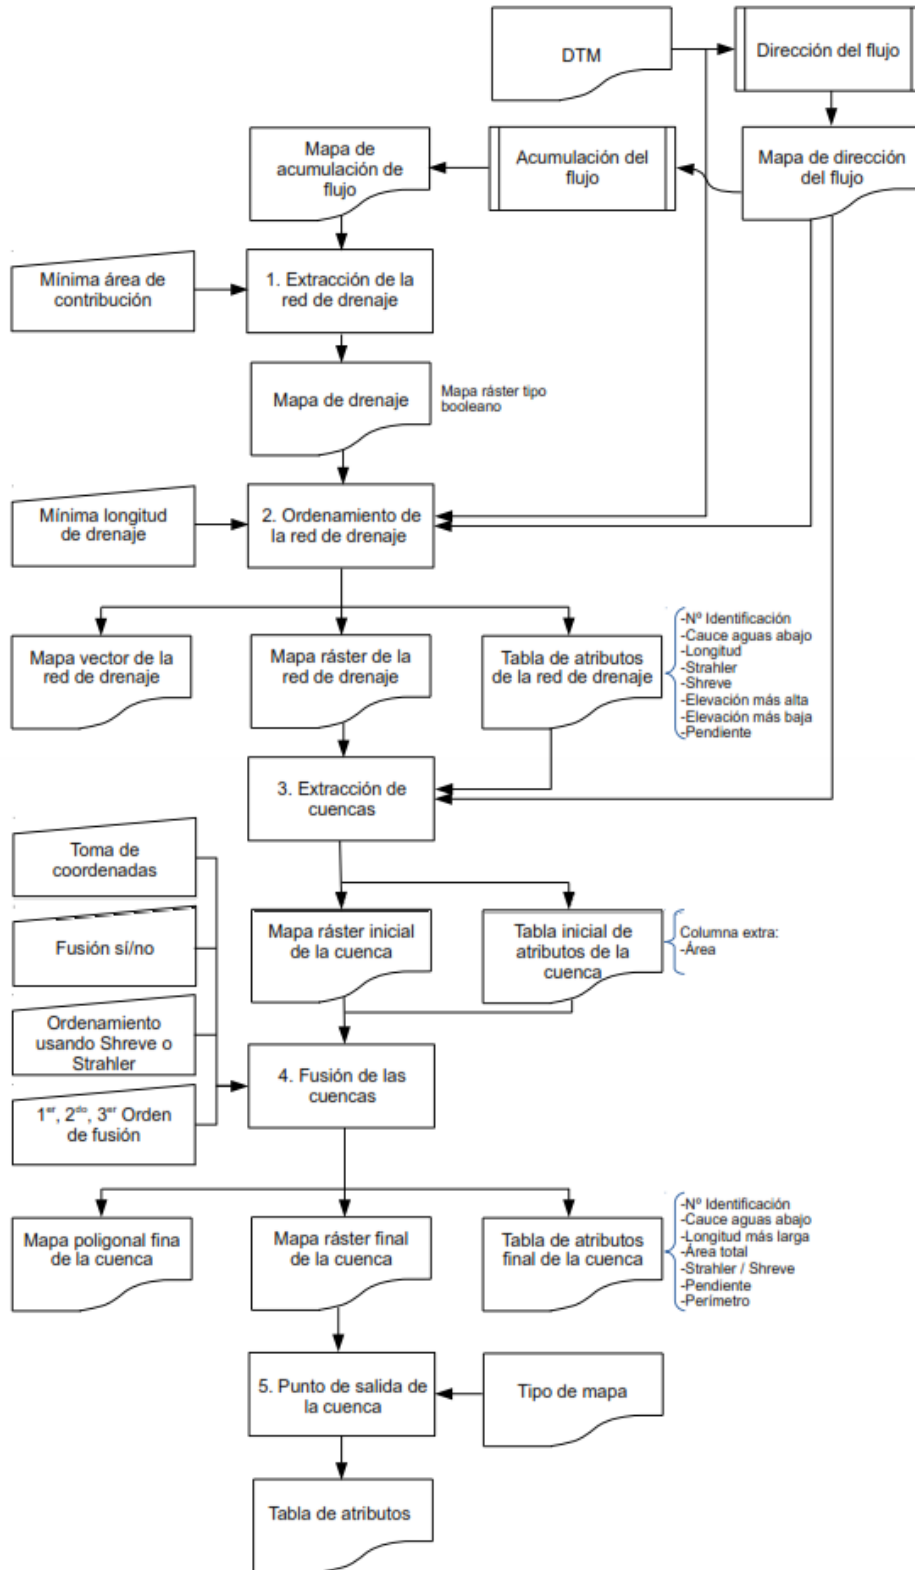 DTM
Dirección del flujo
Mapa de
acumulación de
flujo
Acumulación del
flujo
Mapa de dirección
del flujo
Mínima área de
contribución
1. Extracción de la
red de drenaje
Mapa de drenaje
Mapa ráster tipo
booleano
Mínima longitud
de drenaje
2. Ordenamiento de
la red de drenaje
Mapa vector de la
red de drenaje
Mapa ráster de la
red de drenaje
Tabla de atributos
de la red de drenaje
-Nº Identificación
-Cauce aguas abajo
-Longitud
-Strahler
-Shreve
-Elevación más alta
-Elevación más baja
-Pendiente
3. Extracción de
cuencas
Toma de
coordenadas
Fusión sí/no
Ordenamiento
usando Shreve o
Strahler
1er, 2do, 3er Orden
de fusión
Mapa ráster inicial
de la cuenca
Tabla inicial de
atributos de la
cuenca
Columna extra:
-Área
4. Fusión de las
cuencas
Mapa poligonal fina
de la cuenca
Mapa ráster final
de la cuenca
Tabla de atributos
final de la cuenca
-Nº Identificación
-Cauce aguas abajo
-Longitud más larga
-Área total
-Strahler / Shreve
-Pendiente
-Perímetro
5. Punto de salida de
la cuenca
Tipo de mapa
Tabla de atributos